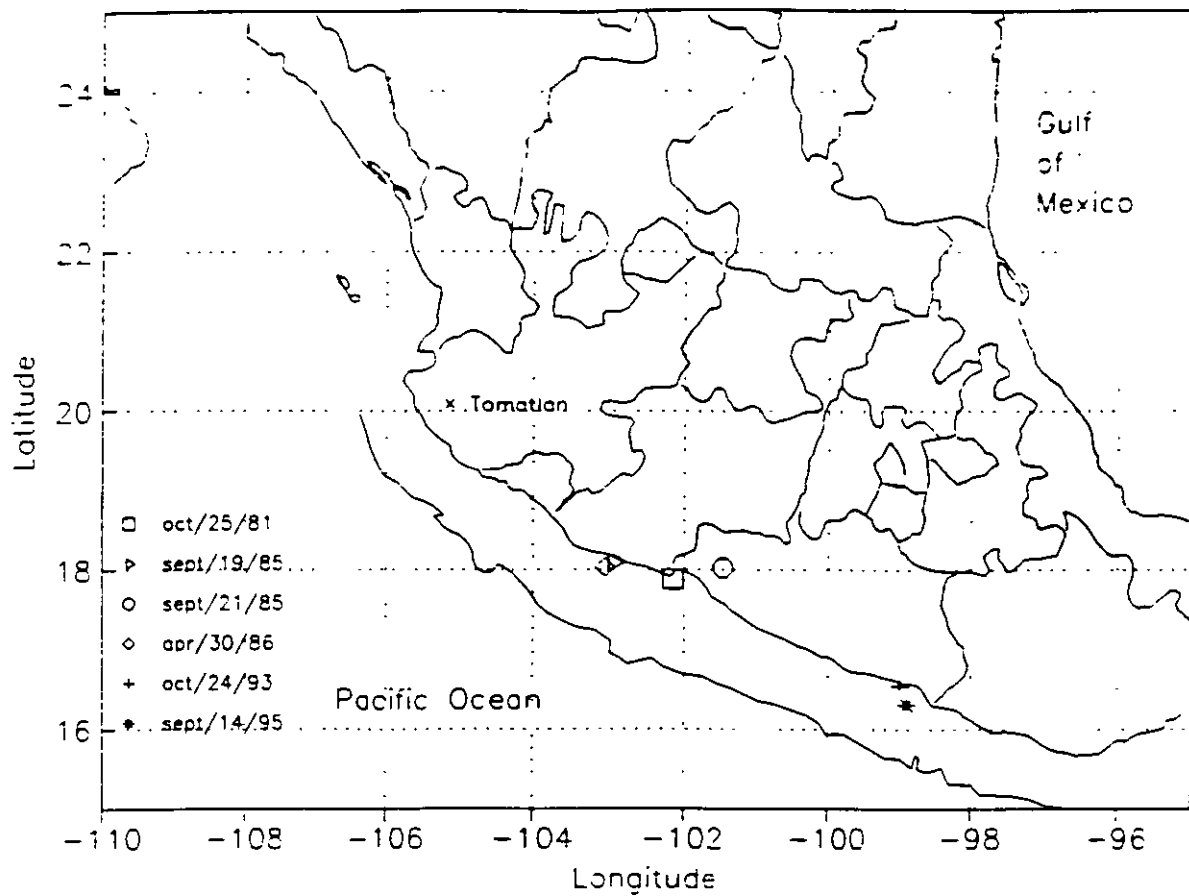 24
Gulf
of
Mexico
22
Latitude
20
x Tomatlan
oct/25/81
sept/19/85
18
sept/21/85
apr/30/86
oct/24/93
Pacific Ocean
sept/14/95
16
-110 -108 -106 -104 -102 -100 -98 -96
Longitude